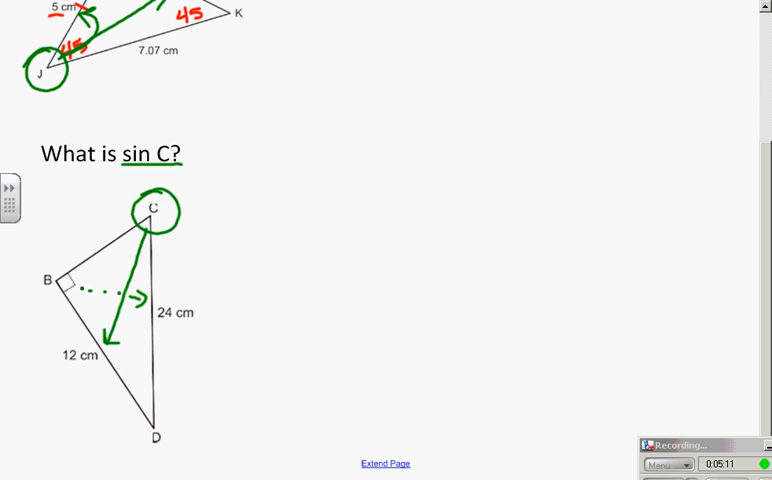 5 cm
45
45
K
7.07 cm
J
What is sin C?
C
B
24 cm
12 cm
D
Extend Page
Recording...
Menu
0:05:11